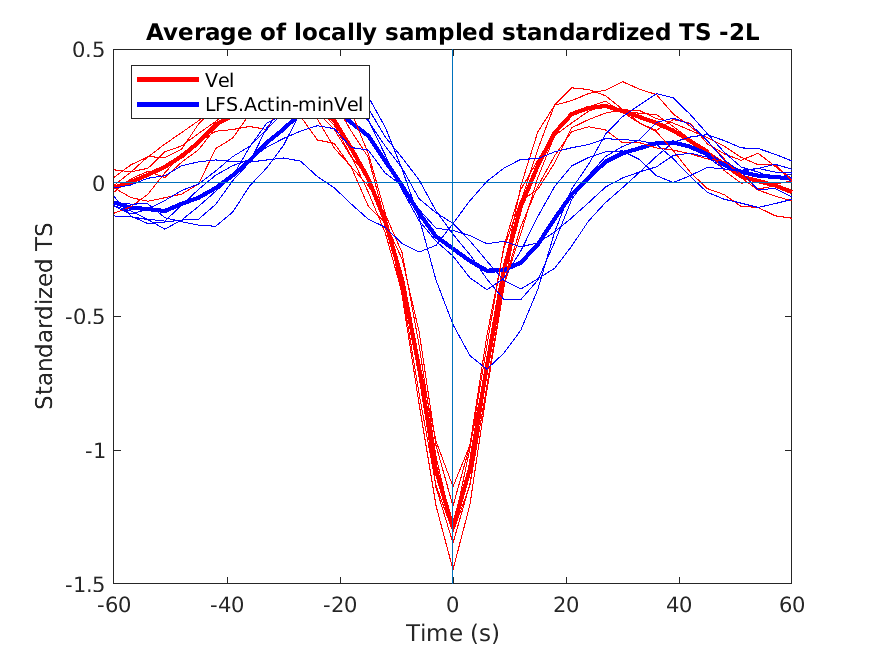 Average of locally sampled standardized TS -2L
Vel
LFS.Actin-minVel
Standardized TS
0.5
0
-0.5
-1
-1.5
-60
-40
-20
0
20
40
60
Time (s)